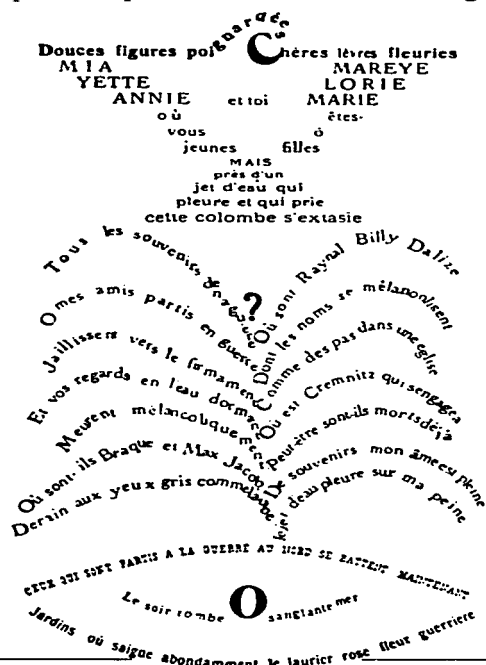 Douces figures poignardées Chères lèvres fleuries
MIA MAREYE
YETTE LORIE
ANNIE et toi MARIE
où êtes-
vous ô
jeunes filles
MAIS
près d'un
jet d'eau qui
pleure et qui prie
cette colombe s'extasie
?
Tous les souvenirs de naguère
O mes amis partis en guerre
Jaillissent vers le firmament
Et vos regards en l'eau dormant
Meurent mélancoliquement
Où sont-ils Braque et Max Jacob
Derain aux yeux gris comme l'aube
Où sont Raynal Billy Dalize
Dont les noms se mélancolisent
Comme des pas dans une église
Où est Cremnitz qui s'engagea
Peut-être sont-ils morts déjà
De souvenirs mon âme est pleine
Le jet d'eau pleure sur ma peine
CEUX QUI SONT PARTIS A LA GUERRE AU NORD SE BATTENT MAINTENANT
Le soir tombe O sanglante mer
Jardins où saigne abondamment le laurier rose fleur guerrière